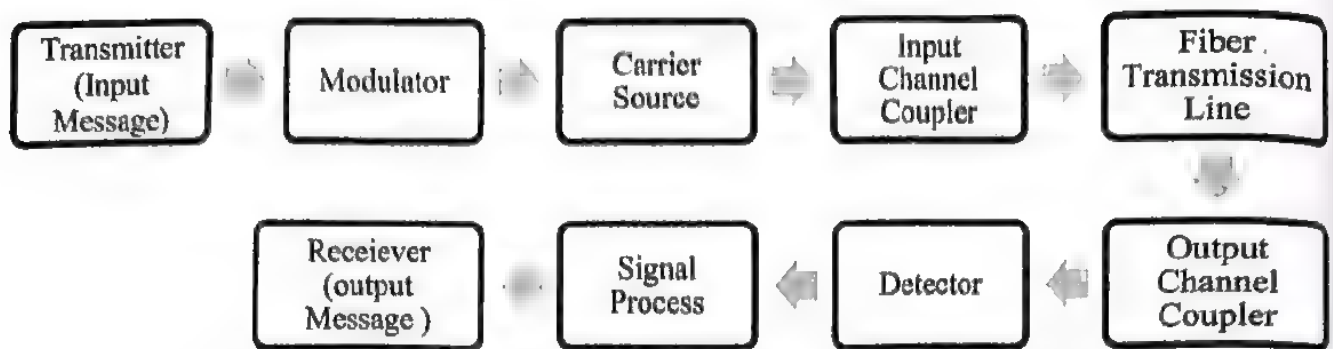 Transmitter
(Input
Message)
Modulator
Carrier
Source
Input
Channel
Coupler
Fiber
Transmission
Line
Output
Channel
Coupler
Detector
Signal
Process
Receiever
(output
Message )